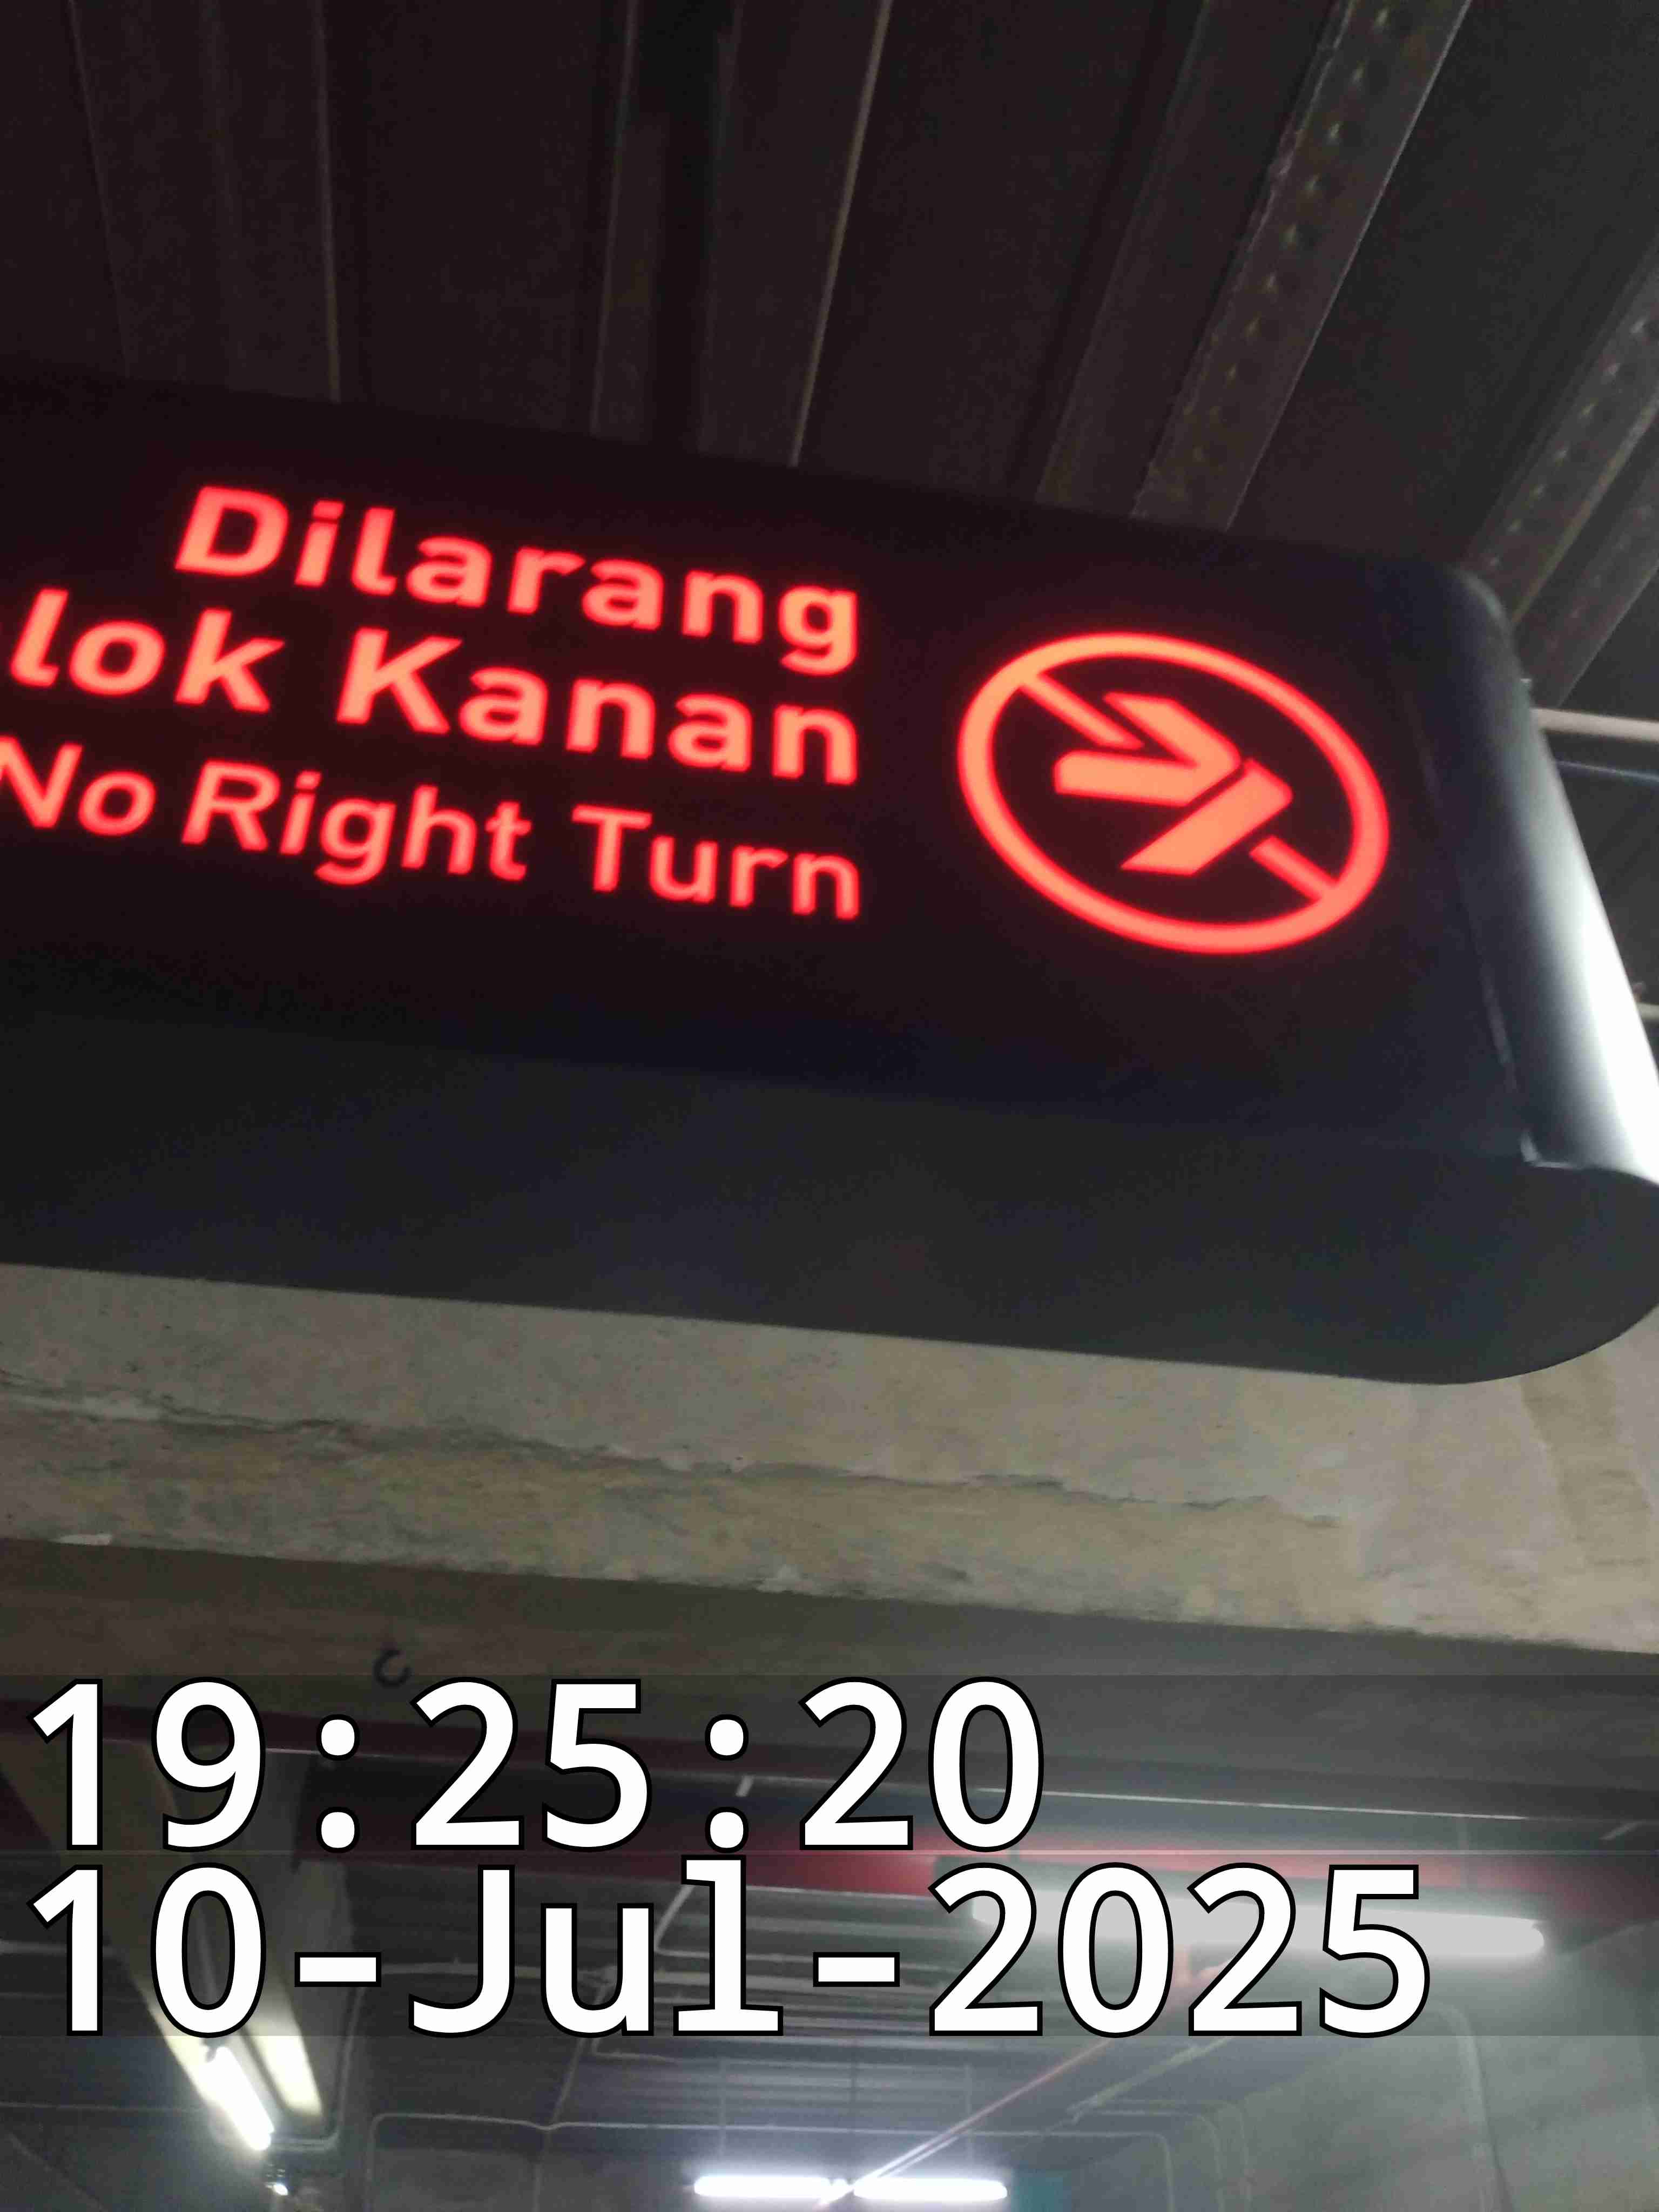 Dilarang
lok Kanan
No Right Turn
19:25:20
10-Jul-2025